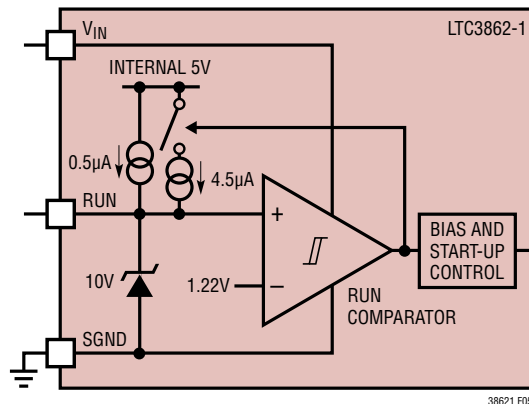 VIN
LTC3862-1
INTERNAL 5V
0.5µA
4.5µA
RUN
+
10V
1.22V
−
BIAS AND
START-UP
CONTROL
RUN
COMPARATOR
SGND
38621 F05